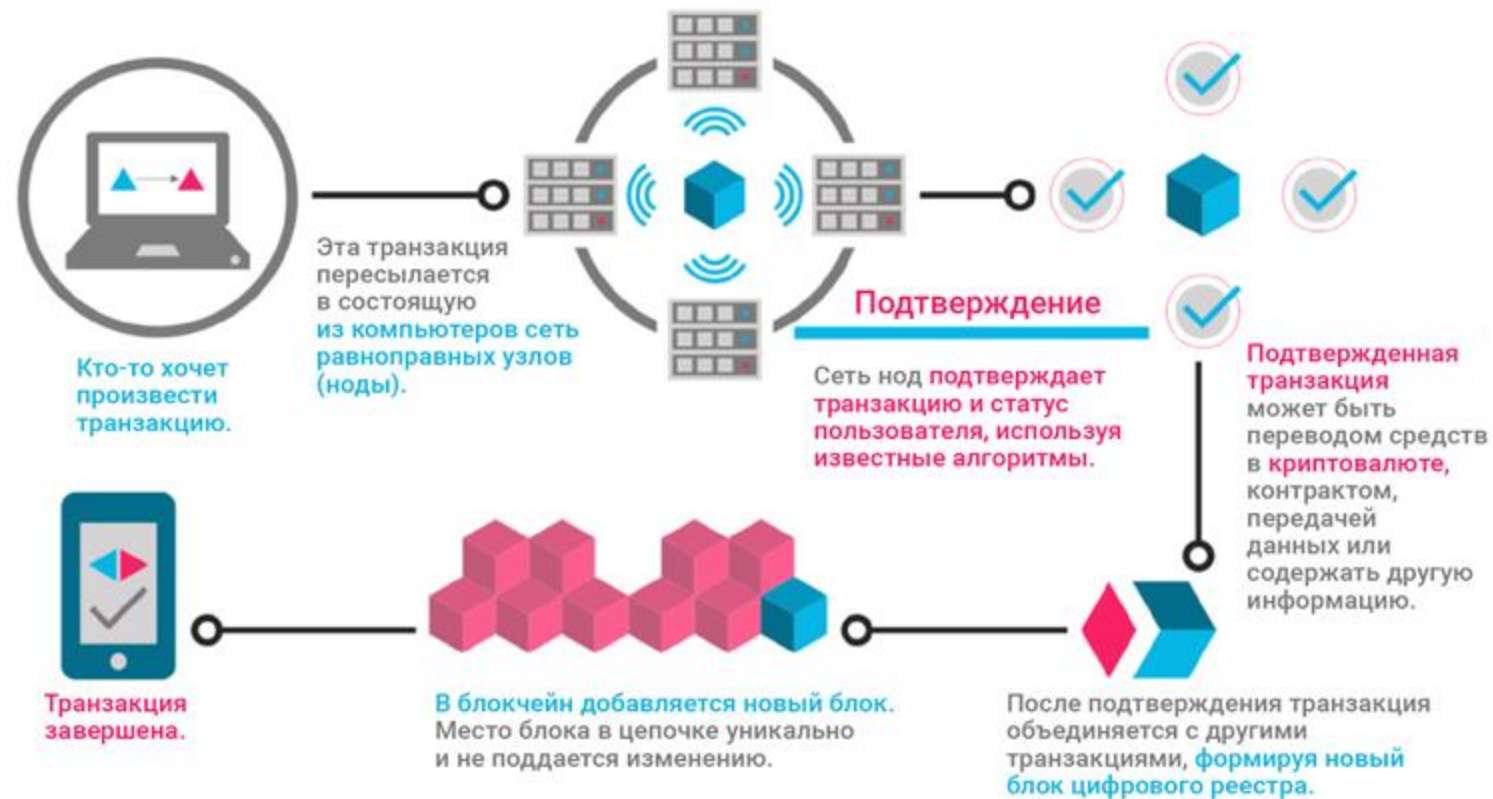 Кто-то хочет
произвести
транзакцию.
Эта транзакция
пересылается
в состоящую
из компьютеров сеть
равноправных узлов
(ноды).
Подтверждение
Сеть нод подтверждает
транзакцию и статус
пользователя, используя
известные алгоритмы.
Подтвержденная
транзакция
может быть
переводом средств
в криптовалюте,
контрактом,
передачей
данных или
содержать другую
информацию.
После подтверждения транзакция
объединяется с другими
транзакциями, формируя новый
блок цифрового реестра.
В блокчейн добавляется новый блок.
Место блока в цепочке уникально
и не поддается изменению.
Транзакция
завершена.